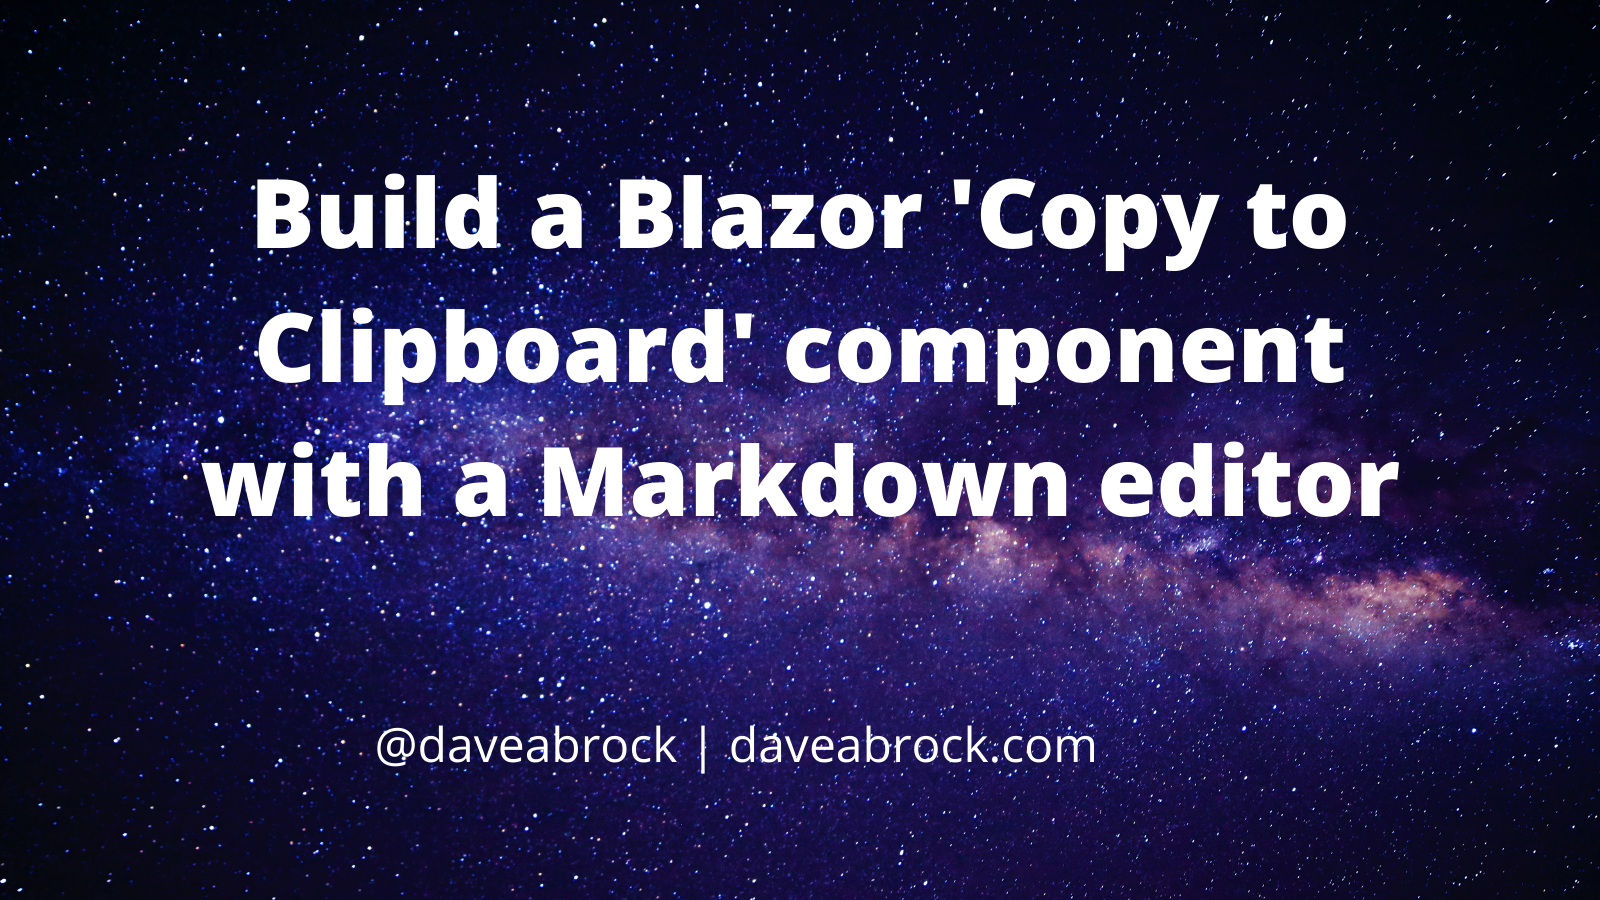 Build a Blazor 'Copy to
Clipboard' component
with a Markdown editor
@daveabrock | daveabrock.com